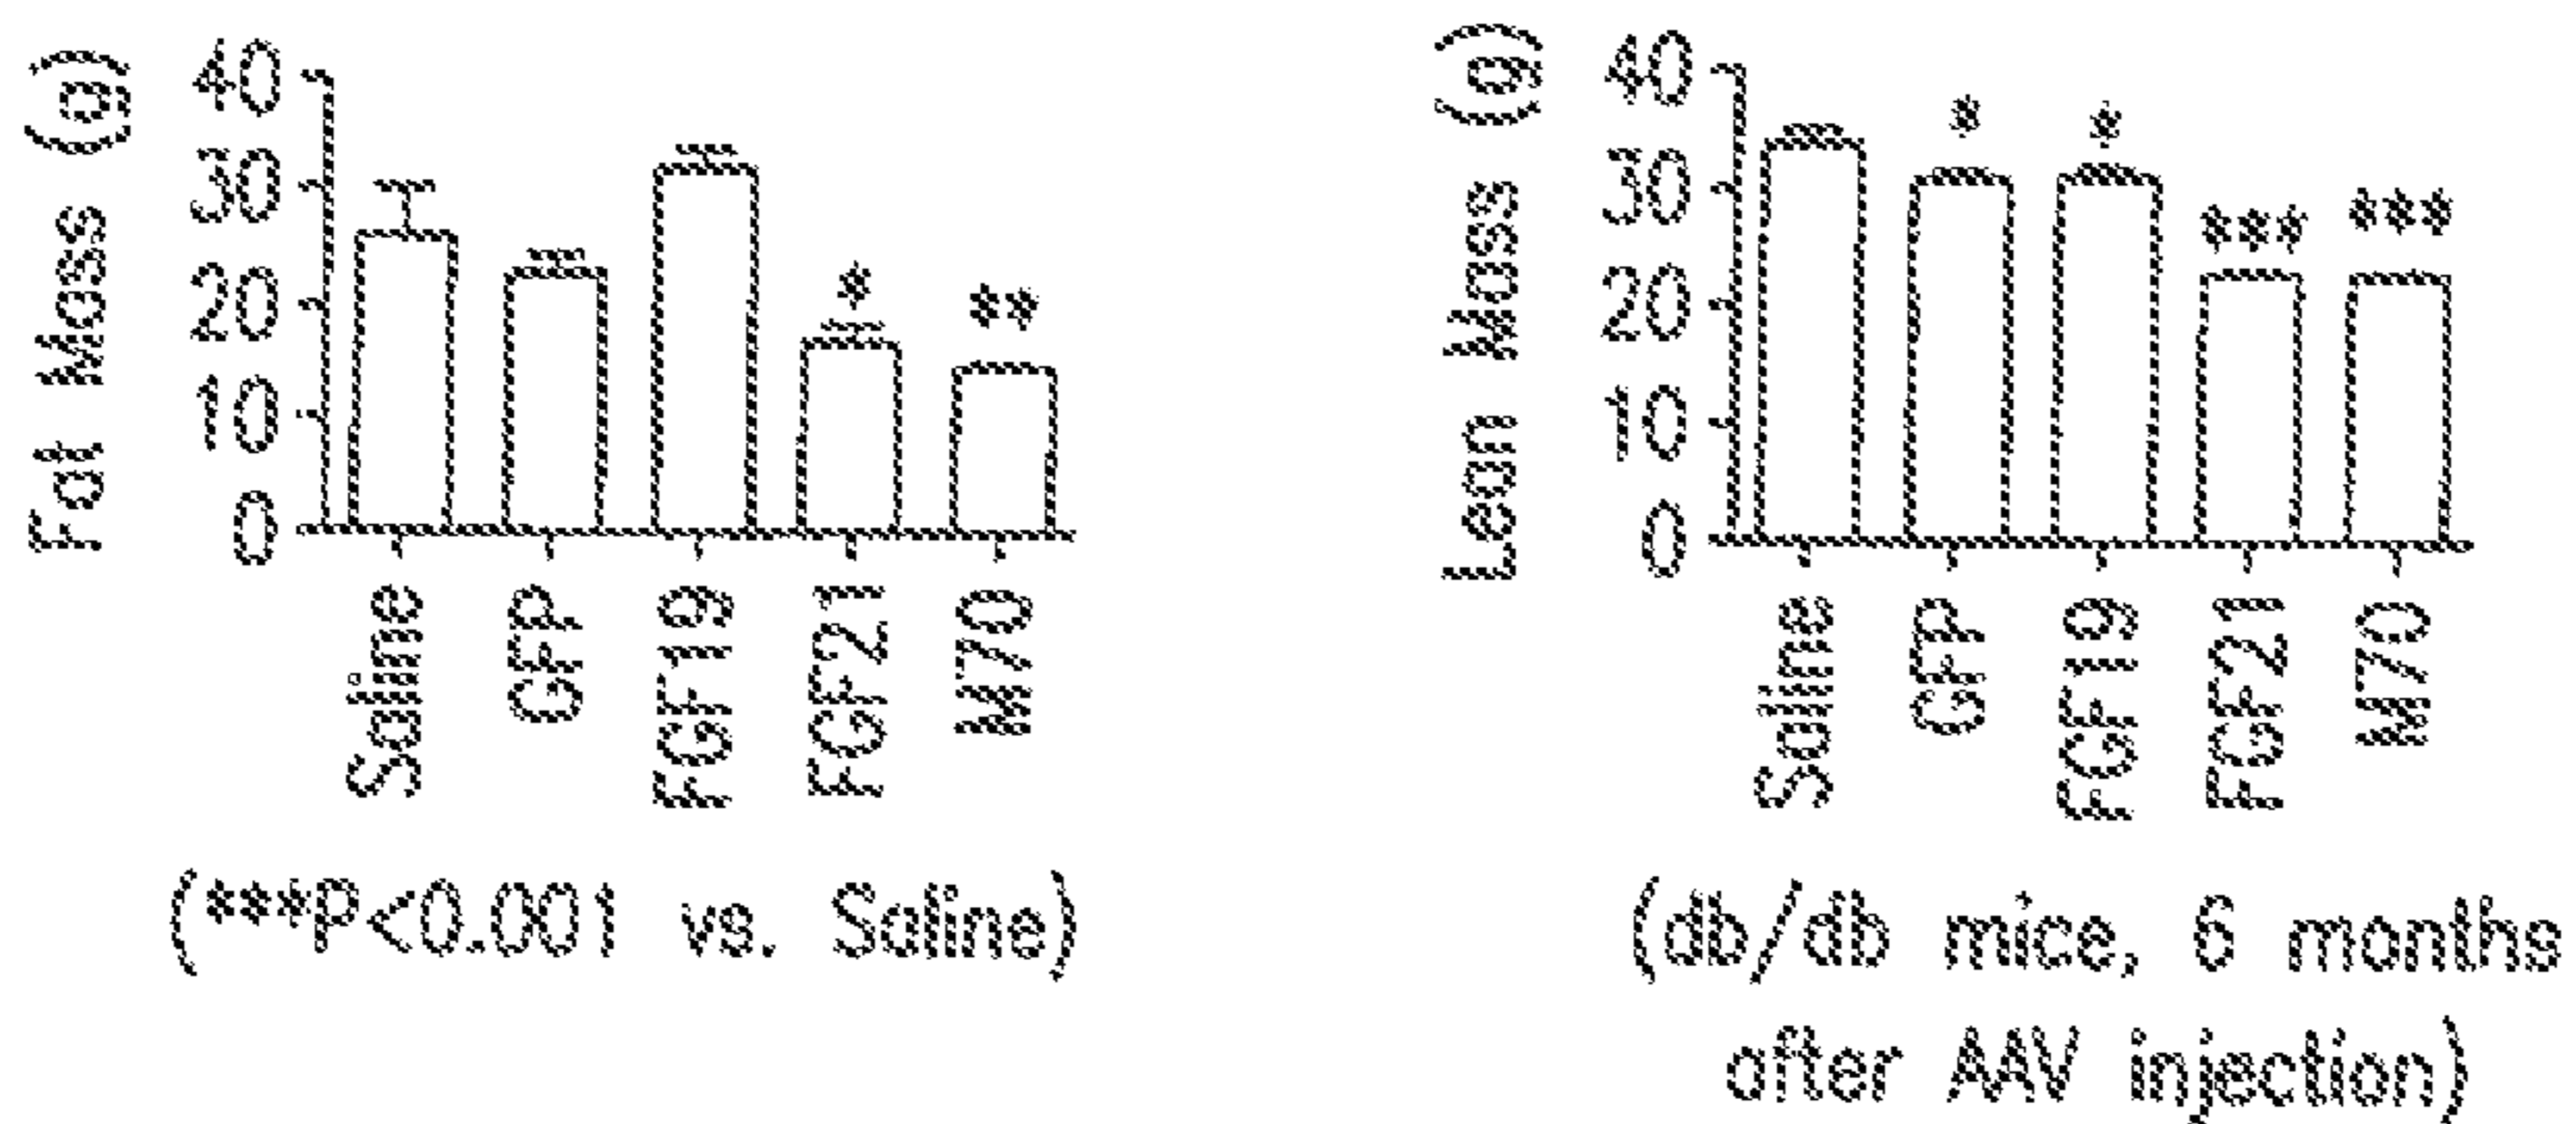 Fat Mass (g)
40
30
20
10
0
*
**
Saline
GFP
FGF19
FGF21
M70
(***P<0.001 vs. Saline)
Lean Mass (g)
40
30
20
10
0
*
*
***
***
Saline
GFP
FGF19
FGF21
M70
(db/db mice, 6 months
after AAV injection)